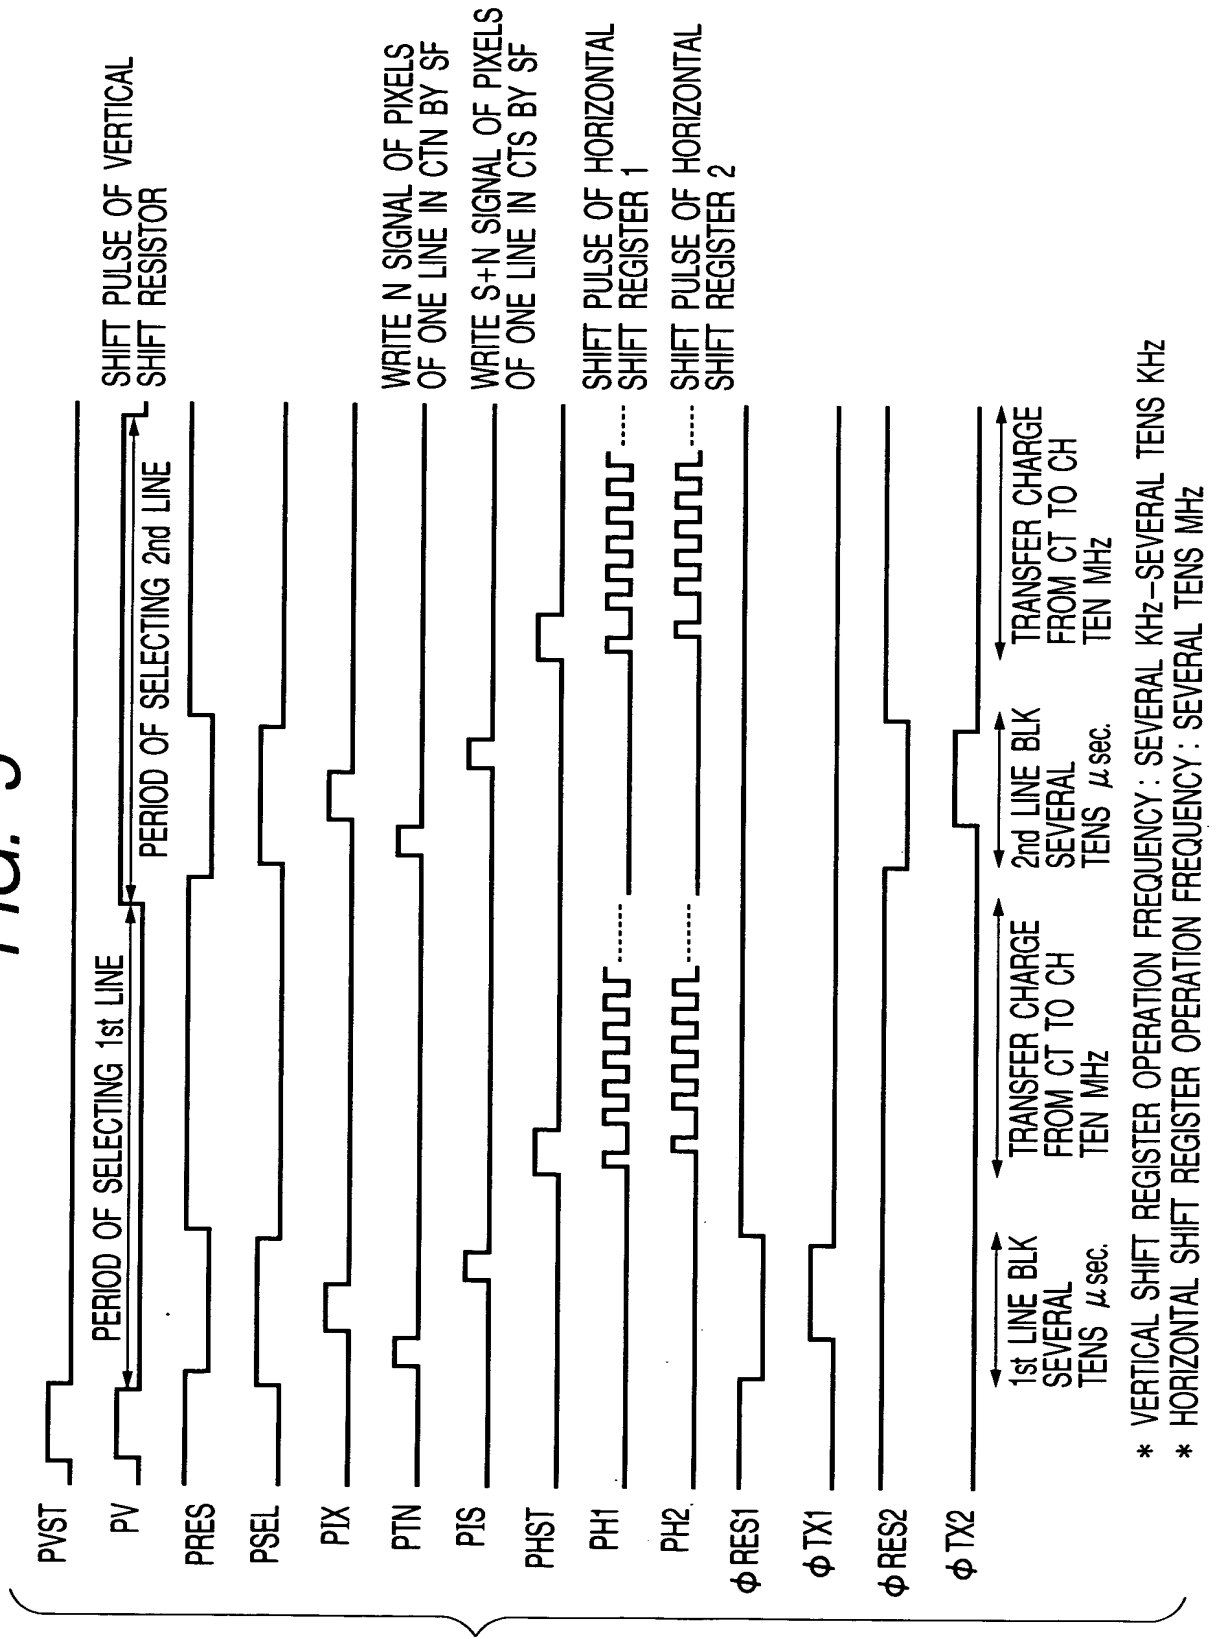 FIG. 9
PVST
PV
SHIFT PULSE OF VERTICAL
SHIFT RESISTOR
PERIOD OF SELECTING 1st LINE
PERIOD OF SELECTING 2nd LINE
PRES
PSEL
PIX
PTN
WRITE N SIGNAL OF PIXELS
OF ONE LINE IN CTN BY SF
PIS
WRITE S+N SIGNAL OF PIXELS
OF ONE LINE IN CTS BY SF
PHST
PH1
SHIFT PULSE OF HORIZONTAL
SHIFT REGISTER 1
PH2
SHIFT PULSE OF HORIZONTAL
SHIFT REGISTER 2
ϕRES1
ϕTX1
ϕRES2
ϕTX2
1st LINE BLK
SEVERAL
TENS μsec.
TRANSFER CHARGE
FROM CT TO CH
TEN MHz
2nd LINE BLK
SEVERAL
TENS μsec.
TRANSFER CHARGE
FROM CT TO CH
TEN MHz
* VERTICAL SHIFT REGISTER OPERATION FREQUENCY: SEVERAL KHz–SEVERAL TENS KHz
* HORIZONTAL SHIFT REGISTER OPERATION FREQUENCY: SEVERAL TENS MHz